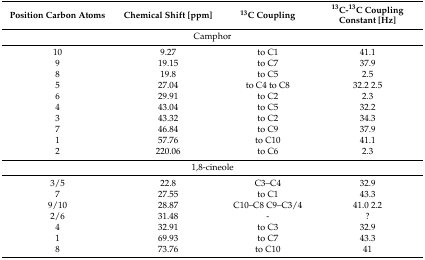 Position Carbon Atoms Chemical Shift [ppm] ¹³C Coupling ¹³C-¹³C Coupling Constant [Hz]
Camphor
10 9.27 to C1 41.1
9 19.15 to C7 37.9
8 19.8 to C5 2.5
5 27.04 to C4 to C8 32.2 2.5
6 29.91 to C2 2.3
4 43.04 to C5 32.2
3 43.32 to C2 34.3
7 46.84 to C9 37.9
1 57.76 to C10 41.1
2 220.06 to C6 2.3
1,8-cineole
3/5 22.8 C3–C4 32.9
7 27.55 to C1 43.3
9/10 28.87 C10–C8 C9–C3/4 41.0 2.2
2/6 31.48 - ?
4 32.91 to C3 32.9
1 69.93 to C7 43.3
8 73.76 to C10 41